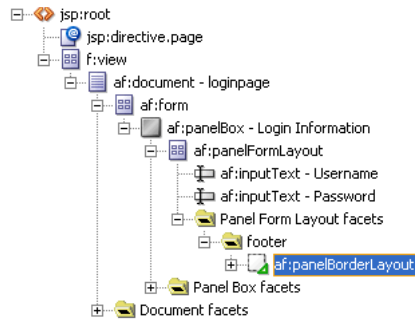 jsp:root
jsp:directive.page
f:view
af:document - loginpage
af:form
af:panelBox - Login Information
af:panelFormLayout
af:inputText - Username
af:inputText - Password
Panel Form Layout facets
footer
af:panelBorderLayout
Panel Box facets
Document facets